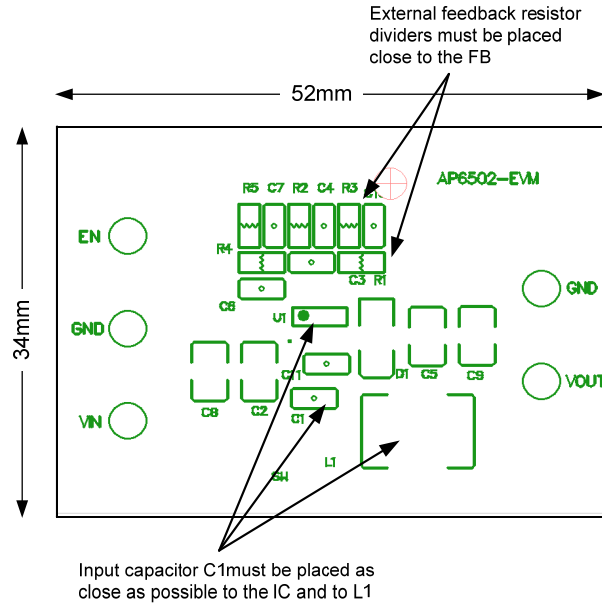 External feedback resistor
dividers must be placed
close to the FB
52mm
AP6502-EVM
R5 C7 R2 C4 R3
EN
R4
C3 R1
GND
C6
U1
GND
34mm
C11
D1 C5 C9
VOUT
C8 C2
C1
VIN
L1
SW
Input capacitor C1must be placed as
close as possible to the IC and to L1